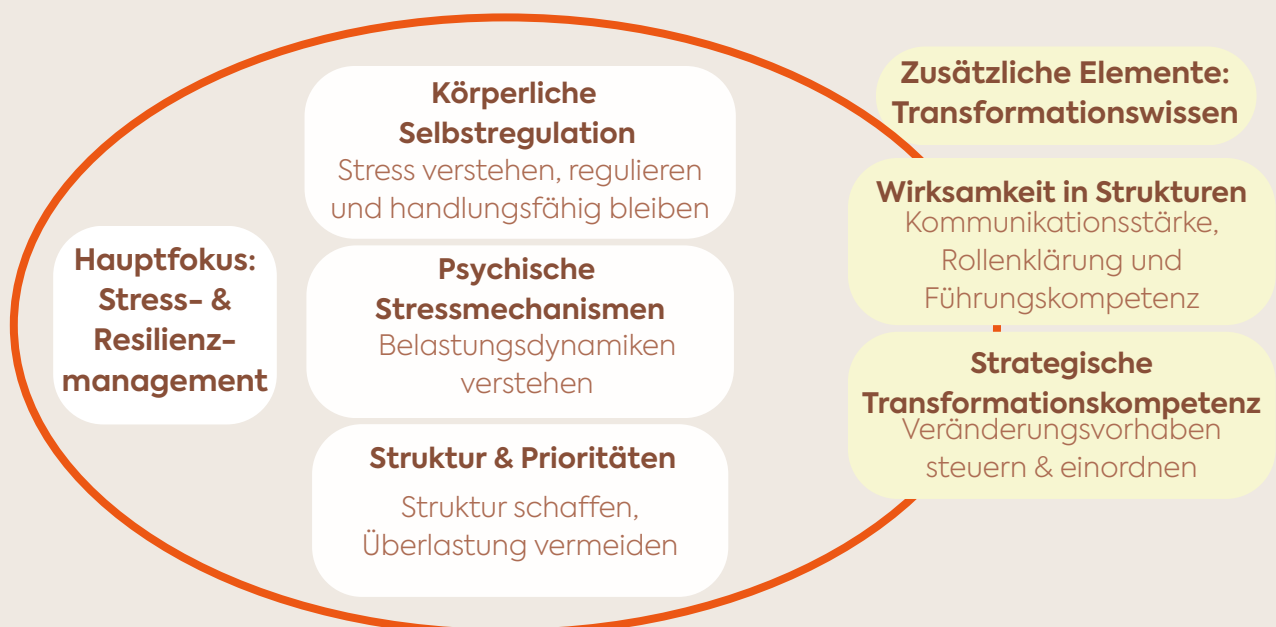 Hauptfokus:
Stress- &
Resilienz-
management
Körperliche
Selbstregulation
Stress verstehen, regulieren
und handlungsfähig bleiben
Psychische
Stressmechanismen
Belastungsdynamiken
verstehen
Struktur & Prioritäten
Struktur schaffen,
Überlastung vermeiden
Zusätzliche Elemente:
Transformationswissen
Wirksamkeit in Strukturen
Kommunikationsstärke,
Rollenklärung und
Führungskompetenz
Strategische
Transformationskompetenz
Veränderungsvorhaben
steuern & einordnen